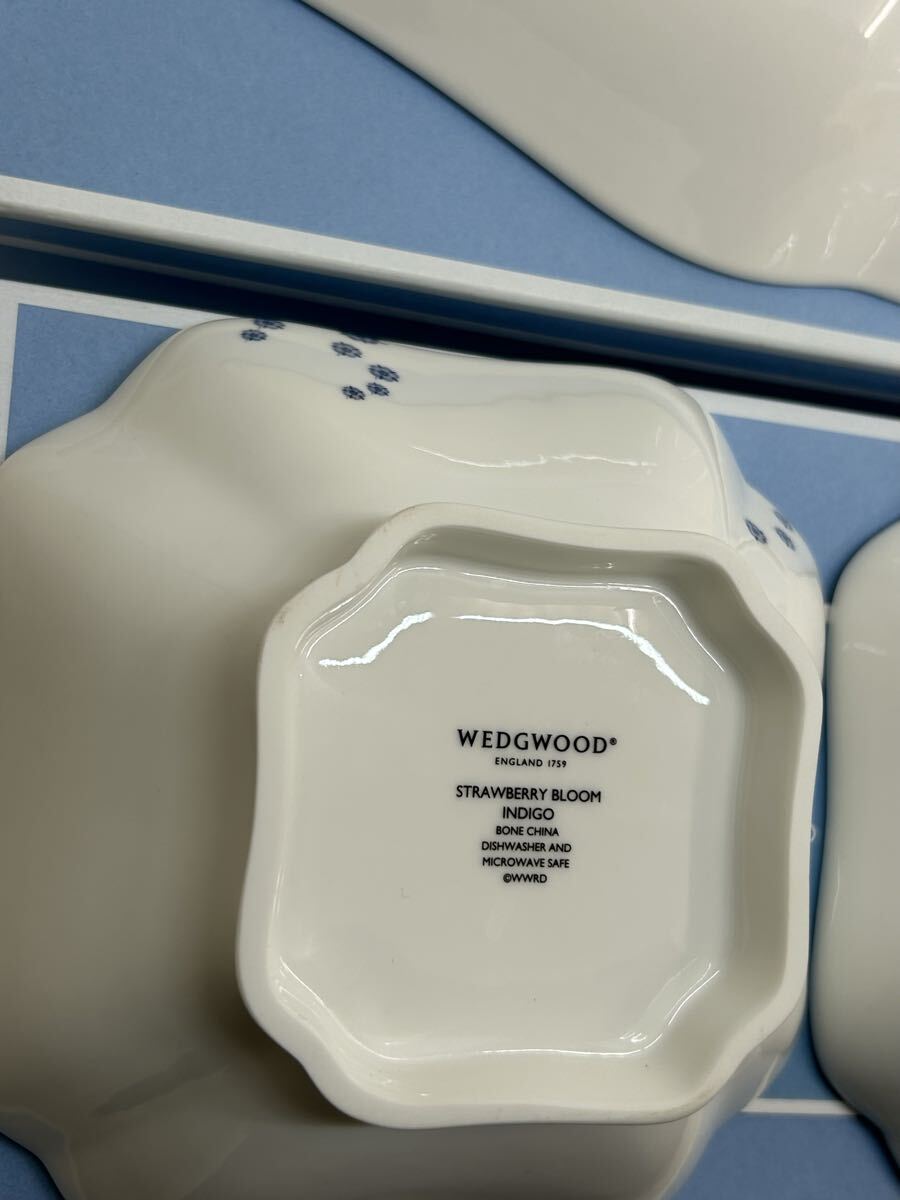 WEDGWOOD®
ENGLAND 1759
STRAWBERRY BLOOM
INDIGO
BONE CHINA
DISHWASHER AND
MICROWAVE SAFE
©WWRD